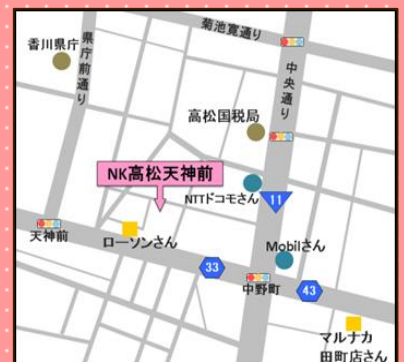 菊池寛通り
香川県庁
県庁前通り
中央通り
高松国税局
NK高松天神前
NTTドコモさん
11
天神前
ローソンさん
Mobilさん
33
中野町
43
マルナカ
田町店さん